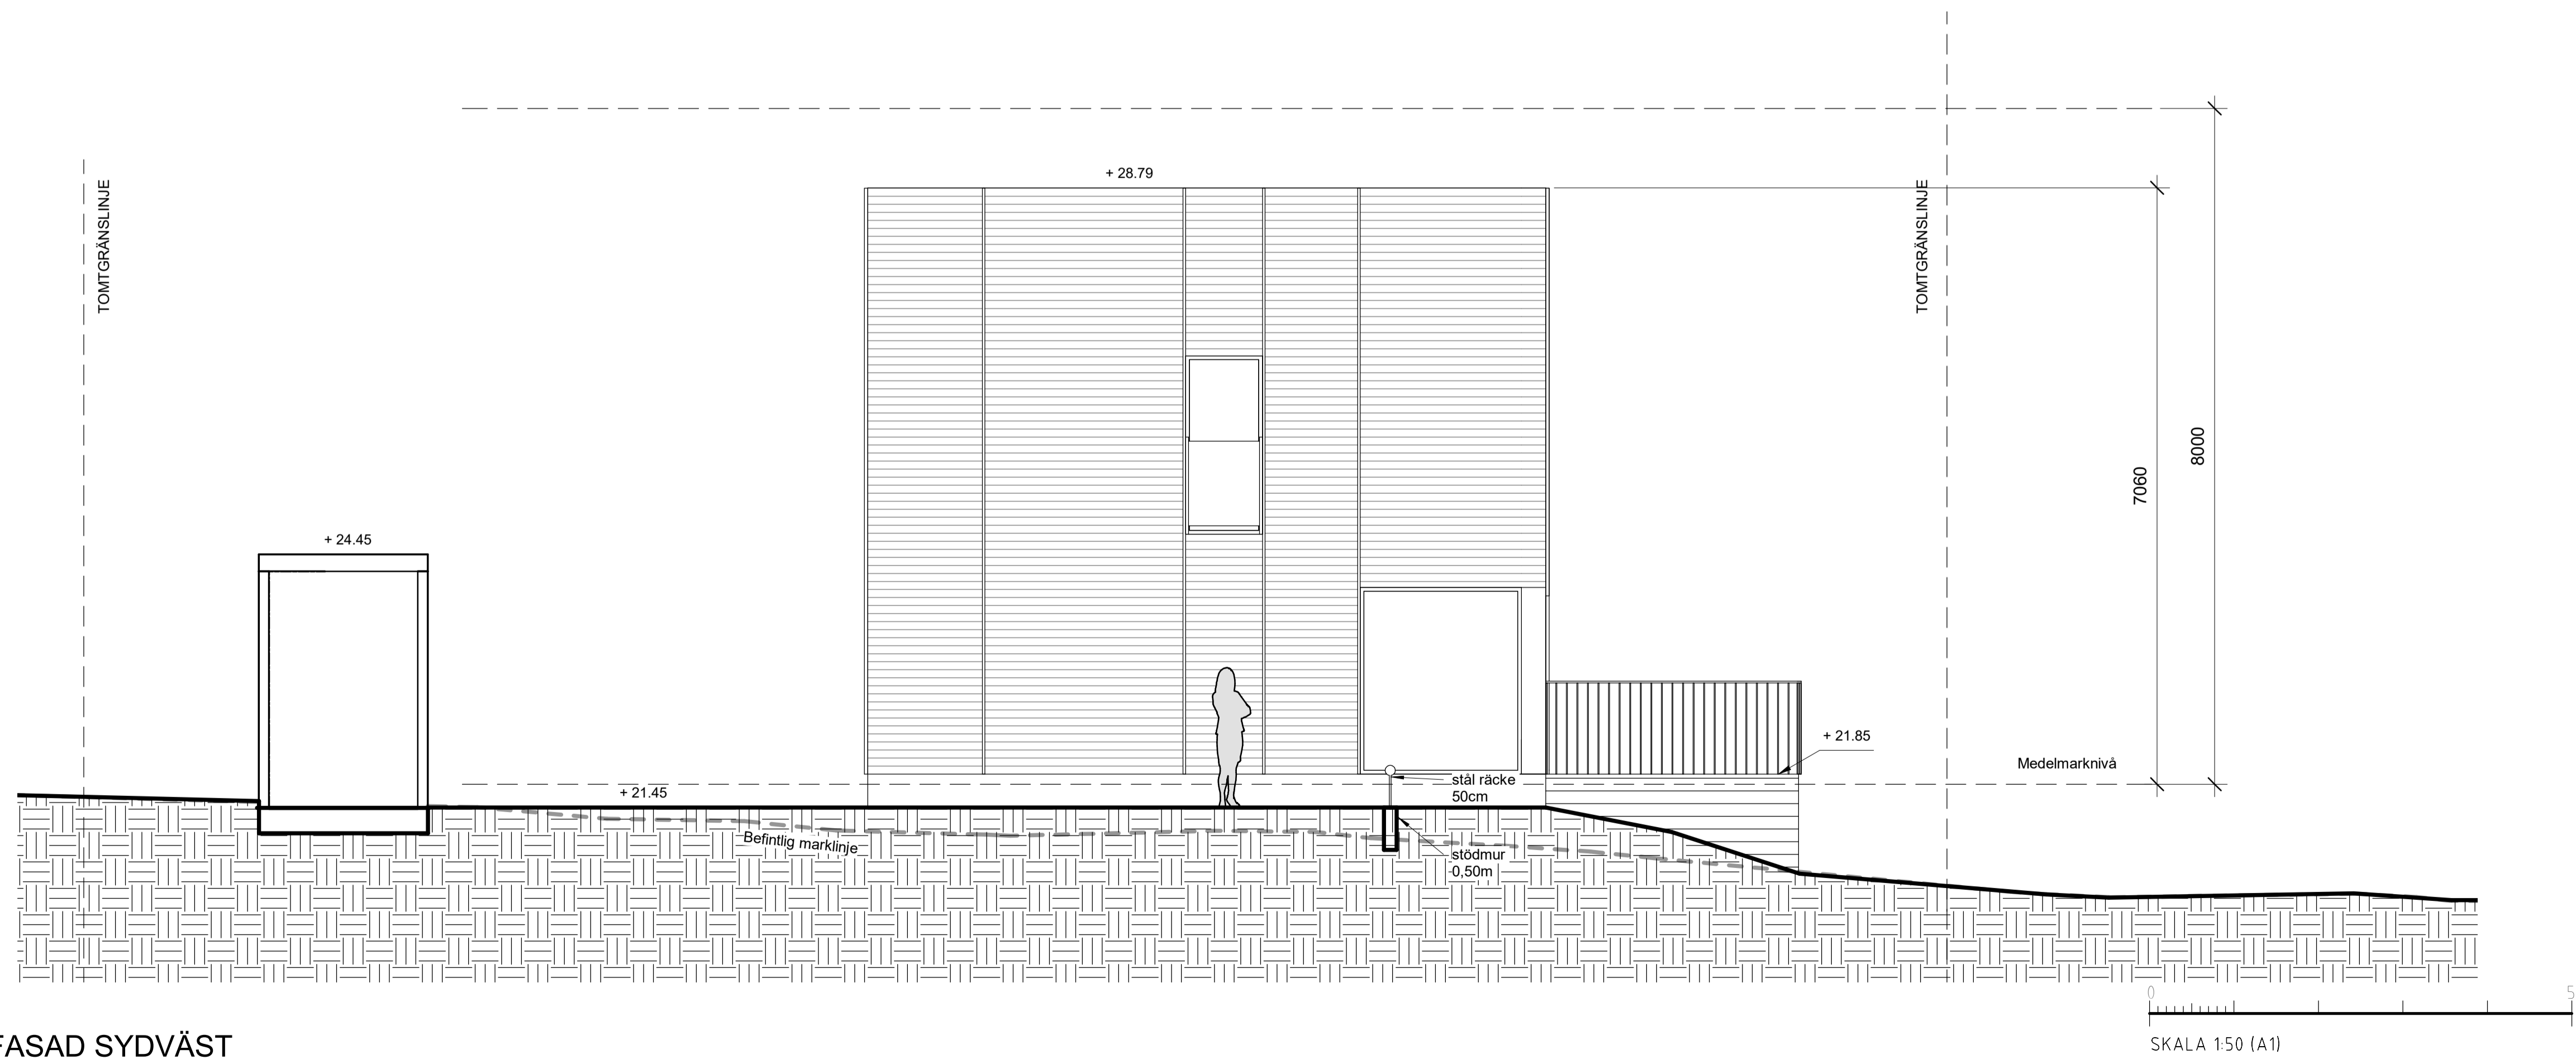 TOMTGRÄNSLINJE
+ 28.79
TOMTGRÄNSLINJE
8000
7060
+ 24.45
+ 21.85
Medelmarknivå
stål räcke
50cm
+ 21.45
Befintlig marklinje
stödmur
0,50m
0
5
FASAD SYDVÄST
SKALA 1:50 (A1)